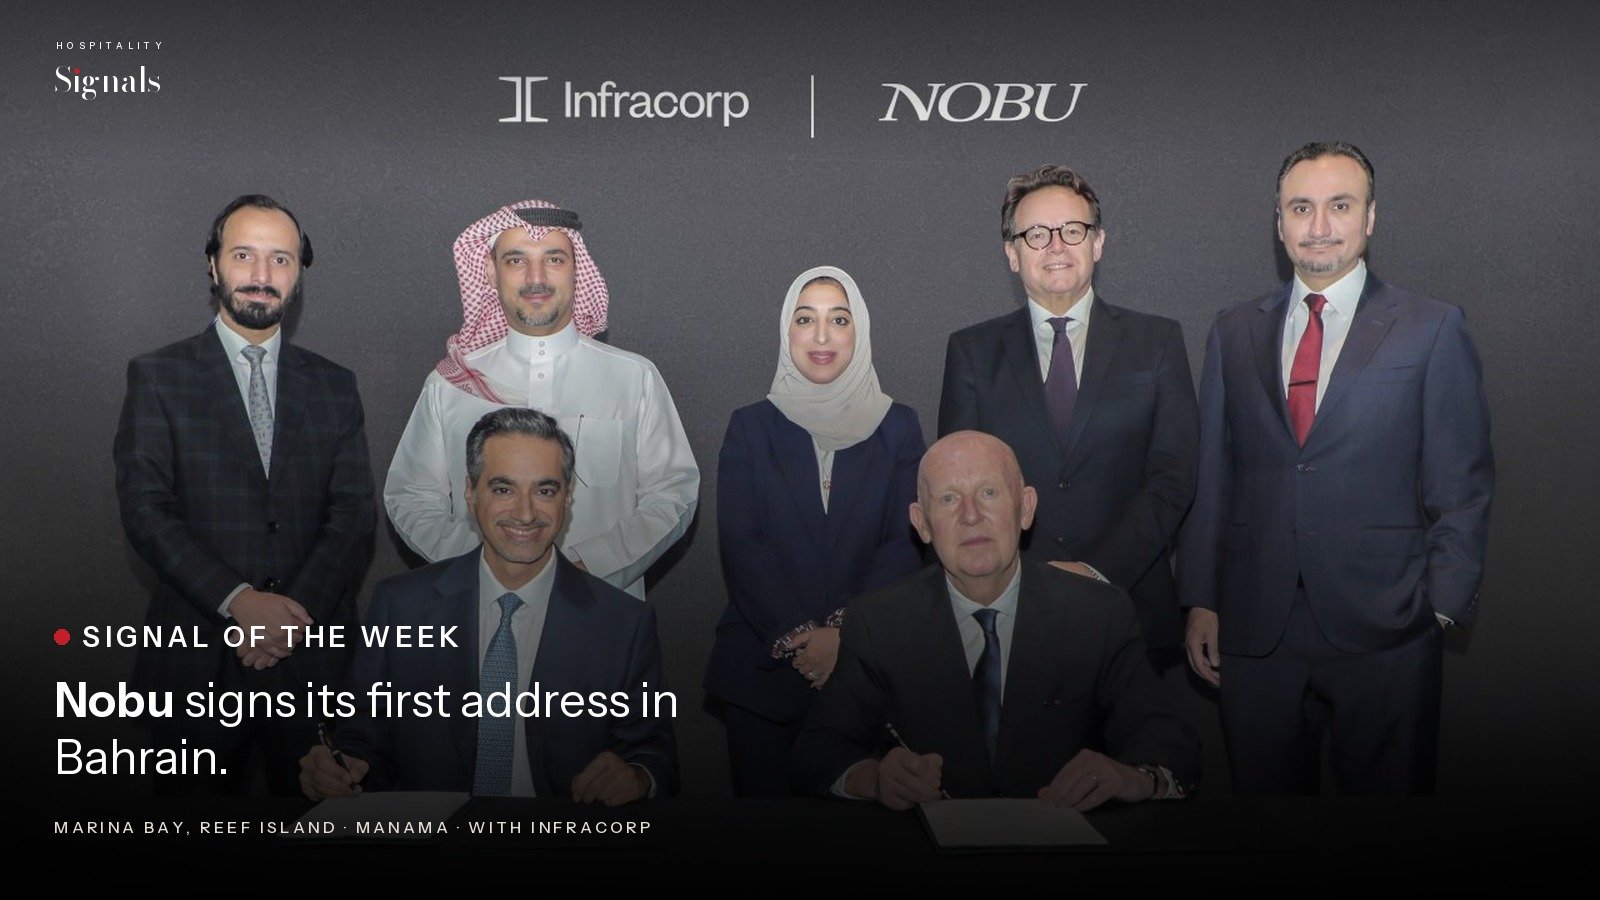 HOSPITALITY
Signals
Infracorp
NOBU
SIGNAL OF THE WEEK
Nobu signs its first address in
Bahrain.
MARINA BAY, REEF ISLAND · MANAMA · WITH INFRACORP